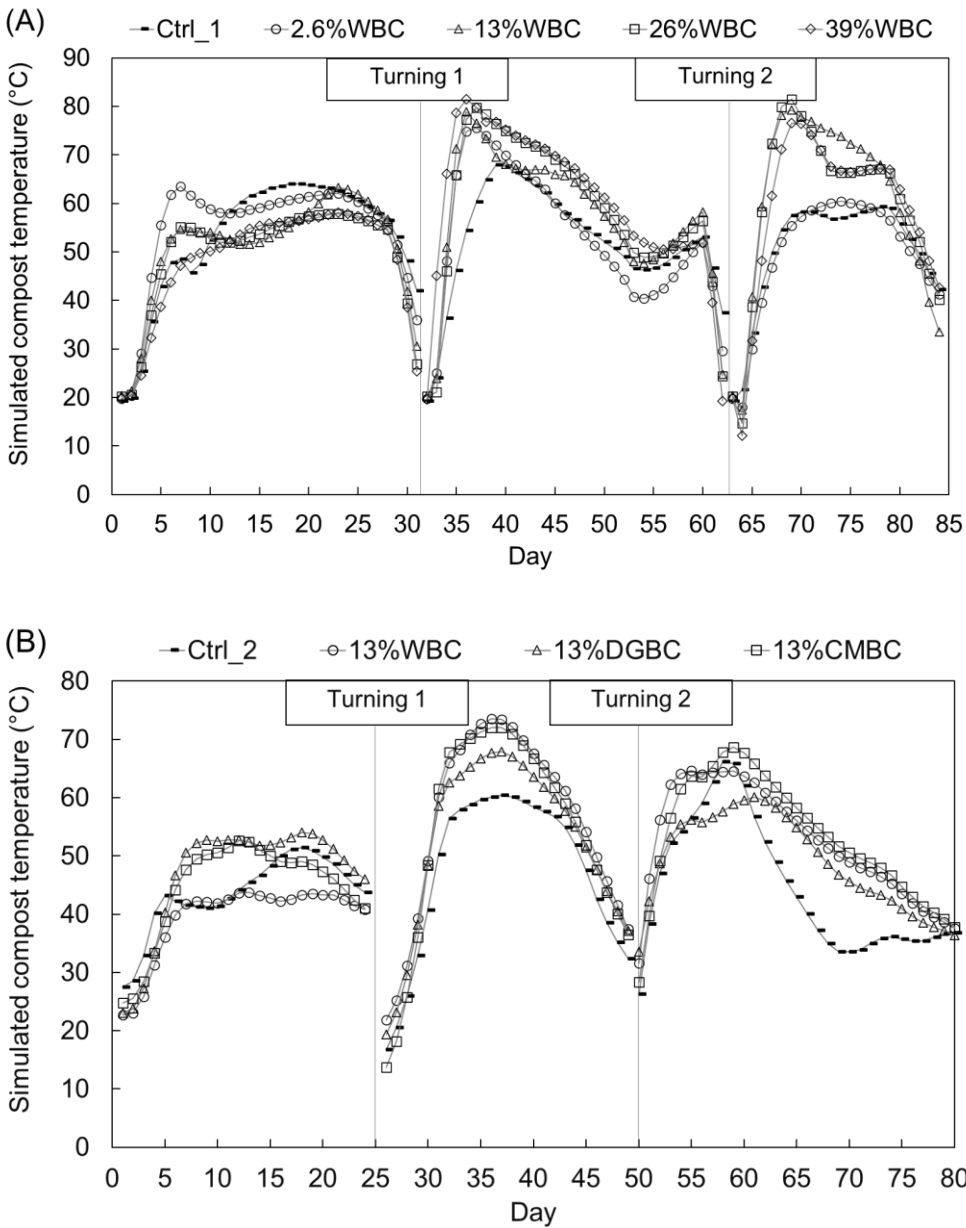 (A)
Ctrl_1 2.6%WBC 13%WBC 26%WBC 39%WBC
Turning 1 Turning 2
Simulated compost temperature (°C)
90
80
70
60
50
40
30
20
10
0
0 5 10 15 20 25 30 35 40 45 50 55 60 65 70 75 80 85
Day
(B)
Ctrl_2 13%WBC 13%DGBC 13%CMBC
Turning 1 Turning 2
Simulated compost temperature (°C)
80
70
60
50
40
30
20
10
0
0 5 10 15 20 25 30 35 40 45 50 55 60 65 70 75 80
Day